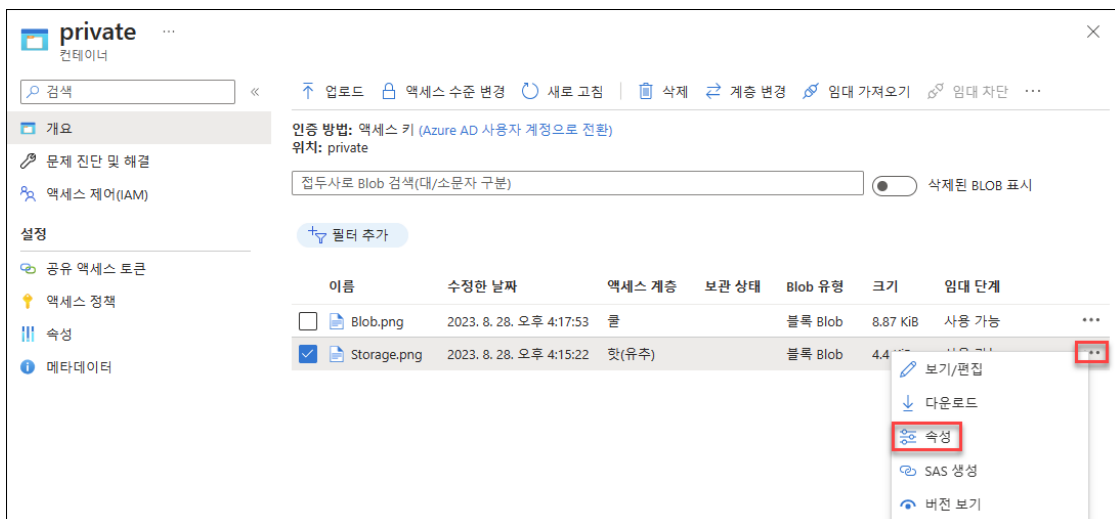 private ...
컨테이너
검색 «
업로드 액세스 수준 변경 새로 고침 삭제 계층 변경 임대 가져오기 임대 차단 ...
개요
문제 진단 및 해결
액세스 제어(IAM)
설정
공유 액세스 토큰
액세스 정책
속성
메타데이터
인증 방법: 액세스 키 (Azure AD 사용자 계정으로 전환)
위치: private
접두사로 Blob 검색(대/소문자 구분)
삭제된 BLOB 표시
필터 추가
이름 수정한 날짜 액세스 계층 보관 상태 Blob 유형 크기 임대 단계
Blob.png 2023. 8. 28. 오후 4:17:53 쿨 블록 Blob 8.87 KiB 사용 가능 ...
Storage.png 2023. 8. 28. 오후 4:15:22 핫(유추) 블록 Blob
보기/편집
다운로드
속성
SAS 생성
버전 보기